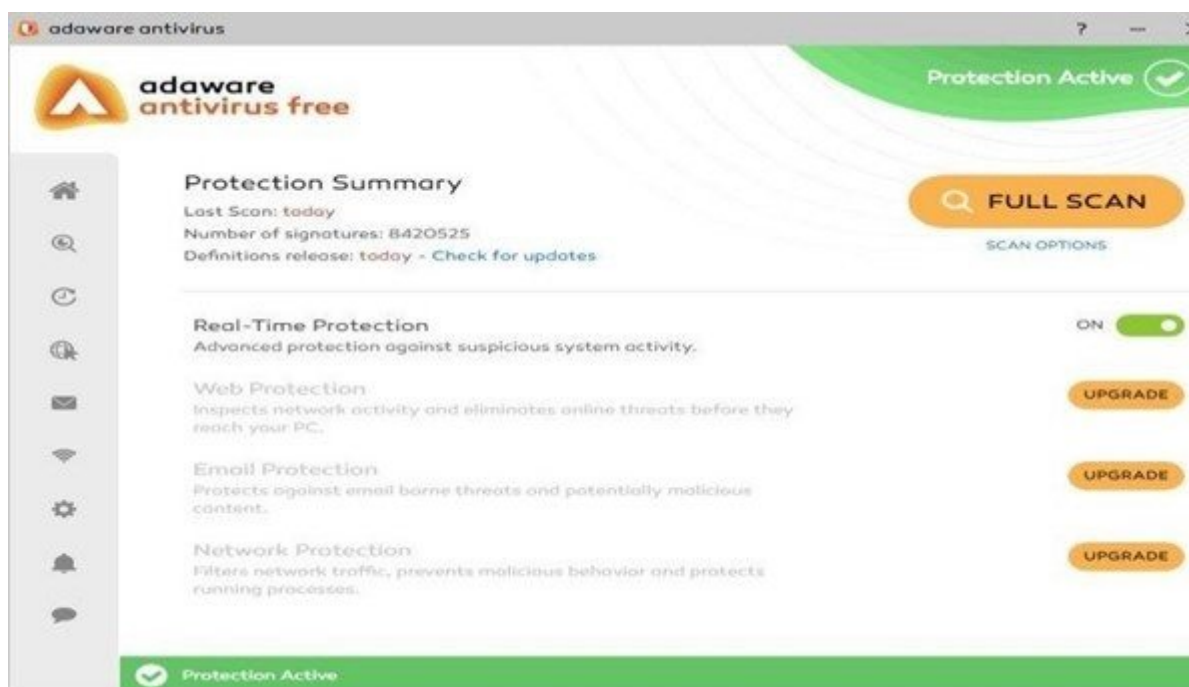 adaware antivirus
?
adaware
antivirus free
Protection Active
Protection Summary
Last Scan: today
Number of signatures: 8420525
Definitions release: today - Check for updates
FULL SCAN
SCAN OPTIONS
Real-Time Protection
Advanced protection against suspicious system activity.
ON
Web Protection
Inspects network activity and eliminates online threats before they
reach your PC.
UPGRADE
Email Protection
Protects against email borne threats and potentially malicious
content.
UPGRADE
Network Protection
Filters network traffic, prevents malicious behavior and protects
running processes.
UPGRADE
Protection Active